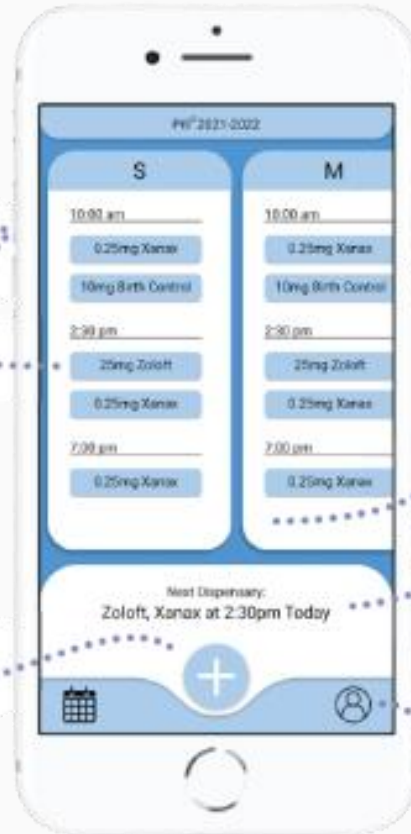 2021-2022
S
10:00 am
0.25mg Xanax
10mg Birth Control
2:30 pm
25mg Zoloft
0.25mg Xanax
7:00 pm
0.25mg Xanax
M
10:00 am
0.25mg Xanax
10mg Birth Control
2:30 pm
25mg Zoloft
0.25mg Xanax
7:00 pm
0.25mg Xanax
Next Dispensary:
Zoloft, Xanax at 2:30pm Today